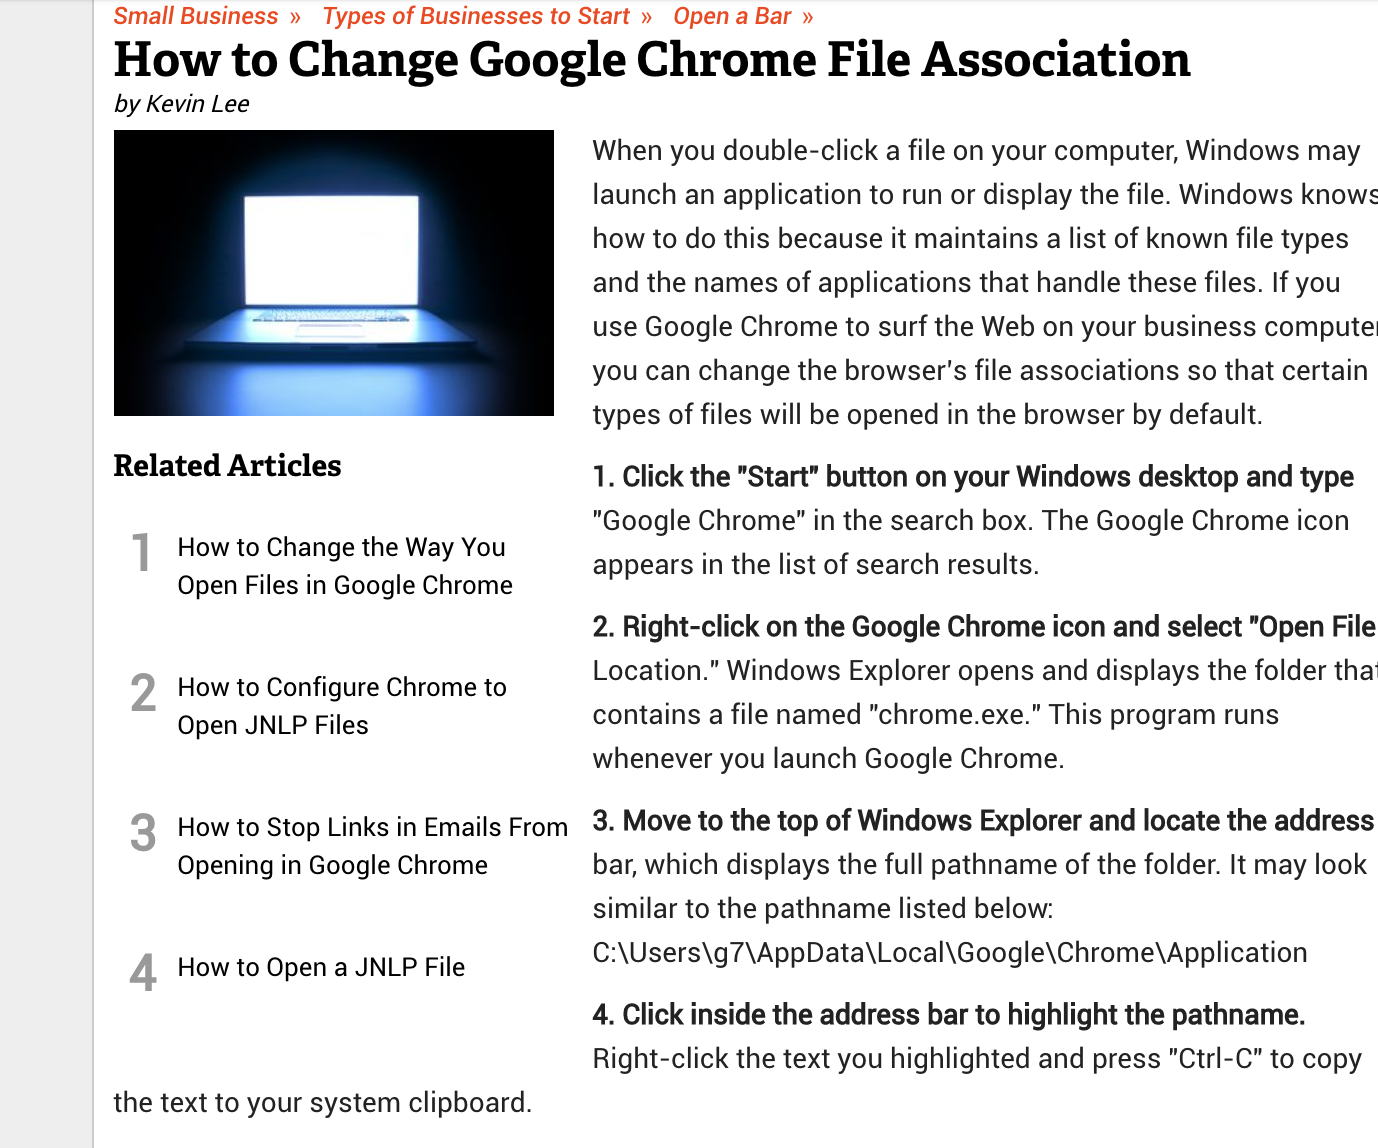 Small Business » Types of Businesses to Start » Open a Bar »
How to Change Google Chrome File Association
by Kevin Lee
When you double-click a file on your computer, Windows may
launch an application to run or display the file. Windows knows
how to do this because it maintains a list of known file types
and the names of applications that handle these files. If you
use Google Chrome to surf the Web on your business computer
you can change the browser's file associations so that certain
types of files will be opened in the browser by default.
Related Articles
1 How to Change the Way You
Open Files in Google Chrome
2 How to Configure Chrome to
Open JNLP Files
3 How to Stop Links in Emails From
Opening in Google Chrome
4 How to Open a JNLP File
1. Click the "Start" button on your Windows desktop and type
"Google Chrome" in the search box. The Google Chrome icon
appears in the list of search results.
2. Right-click on the Google Chrome icon and select "Open File
Location." Windows Explorer opens and displays the folder that
contains a file named "chrome.exe." This program runs
whenever you launch Google Chrome.
3. Move to the top of Windows Explorer and locate the address
bar, which displays the full pathname of the folder. It may look
similar to the pathname listed below:
C:\Users\g7\AppData\Local\Google\Chrome\Application
4. Click inside the address bar to highlight the pathname.
Right-click the text you highlighted and press "Ctrl-C" to copy
the text to your system clipboard.